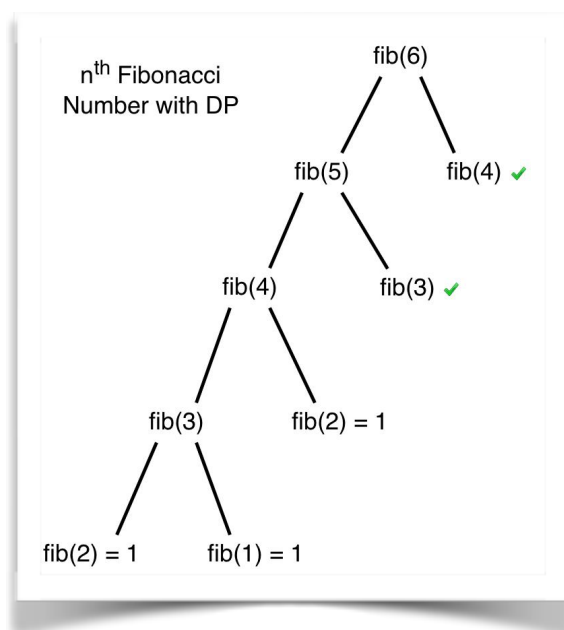 nth Fibonacci
Number with DP
fib(6)
fib(5)
fib(4) ✔
fib(4)
fib(3) ✔
fib(3)
fib(2) = 1
fib(2) = 1
fib(1) = 1